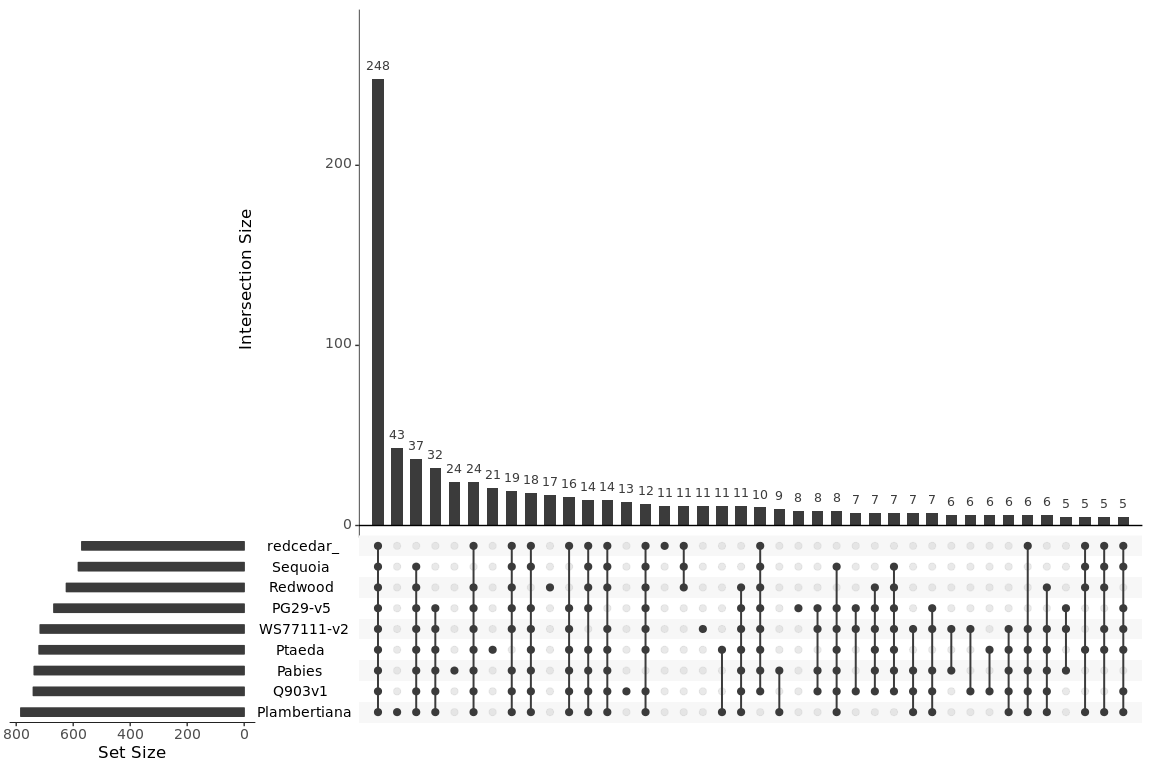 248
200
Intersection Size
100
43 37 32 24 24 21 19 18 17 16 14 14 13 12 11 11 11 11 11 10 9 8 8 8 7 7 7 7 7 6 6 6 6 6 6 5 5 5 5
0
redcedar_
Sequoia
Redwood
PG29-v5
WS77111-v2
Ptaeda
Pabies
Q903v1
Plambertiana
800 600 400 200 0
Set Size